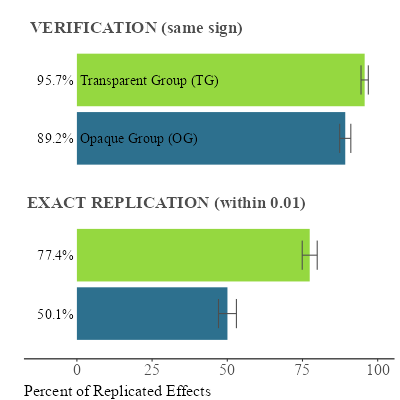 VERIFICATION (same sign)
95.7% Transparent Group (TG)
89.2% Opaque Group (OG)
EXACT REPLICATION (within 0.01)
77.4%
50.1%
0 25 50 75 100
Percent of Replicated Effects